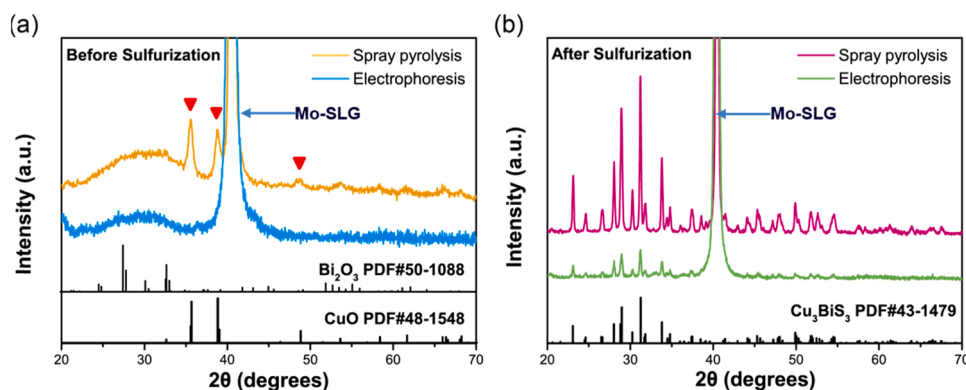 (a)
Before Sulfurization
Spray pyrolysis
Electrophoresis
Mo-SLG
Bi₂O₃ PDF#50-1088
CuO PDF#48-1548
Intensity (a.u.)
20 30 40 50 60 70
2θ (degrees)
(b)
After Sulfurization
Spray pyrolysis
Electrophoresis
Mo-SLG
Cu₃BiS₃ PDF#43-1479
Intensity (a.u.)
20 30 40 50 60 70
2θ (degrees)